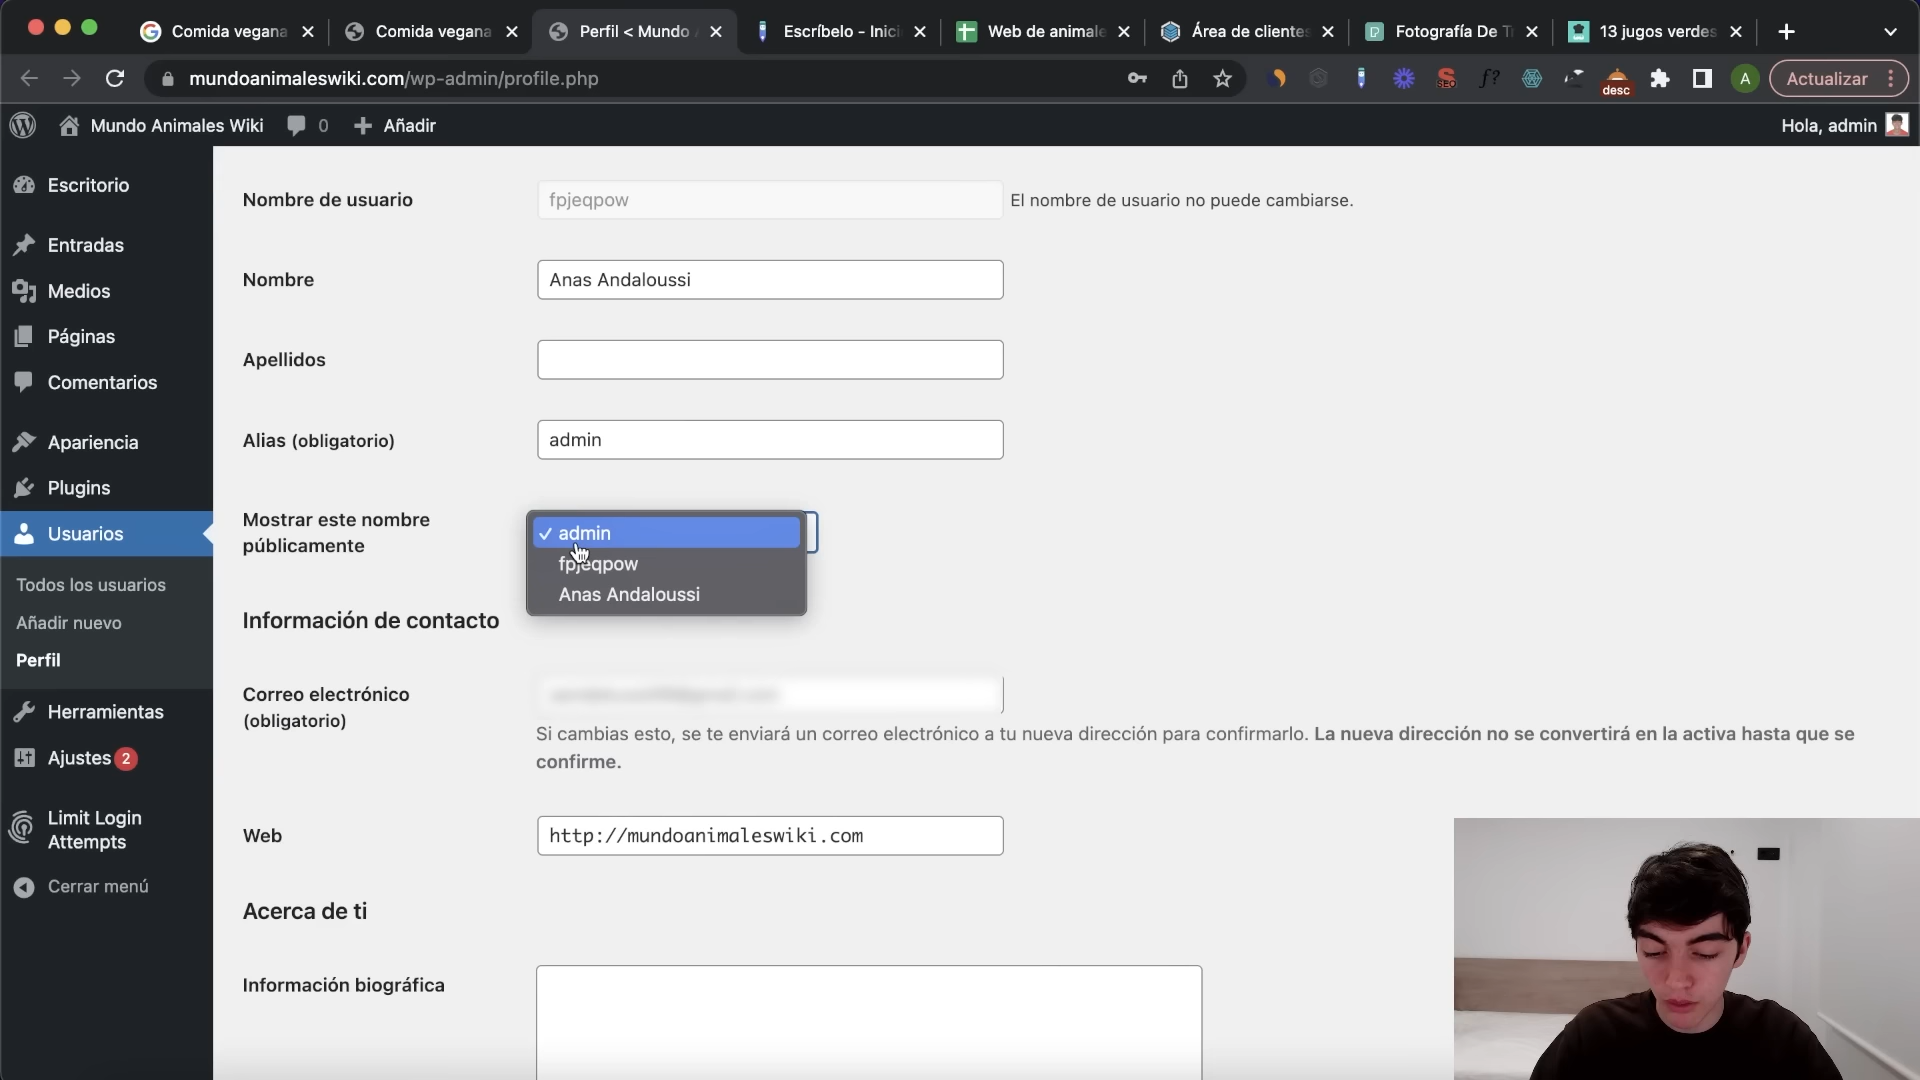 Comida vegana
Comida vegana
Perfil < Mundo
Escríbelo - Inici
Web de animale
Área de clientes
Fotografía De T
13 jugos verdes
mundoanimaleswiki.com/wp-admin/profile.php
SEO
f?
desc
A
Actualizar
Mundo Animales Wiki
0
Añadir
Hola, admin
Escritorio
Entradas
Medios
Páginas
Comentarios
Apariencia
Plugins
Usuarios
Todos los usuarios
Añadir nuevo
Perfil
Herramientas
Ajustes 2
Limit Login
Attempts
Cerrar menú
Nombre de usuario
fpjeqpow
El nombre de usuario no puede cambiarse.
Nombre
Anas Andaloussi
Apellidos
Alias (obligatorio)
admin
Mostrar este nombre
públicamente
✓ admin
fpjeqpow
Anas Andaloussi
Información de contacto
Correo electrónico
(obligatorio)
Si cambias esto, se te enviará un correo electrónico a tu nueva dirección para confirmarlo. La nueva dirección no se convertirá en la activa hasta que se
confirme.
Web
http://mundoanimaleswiki.com
Acerca de ti
Información biográfica